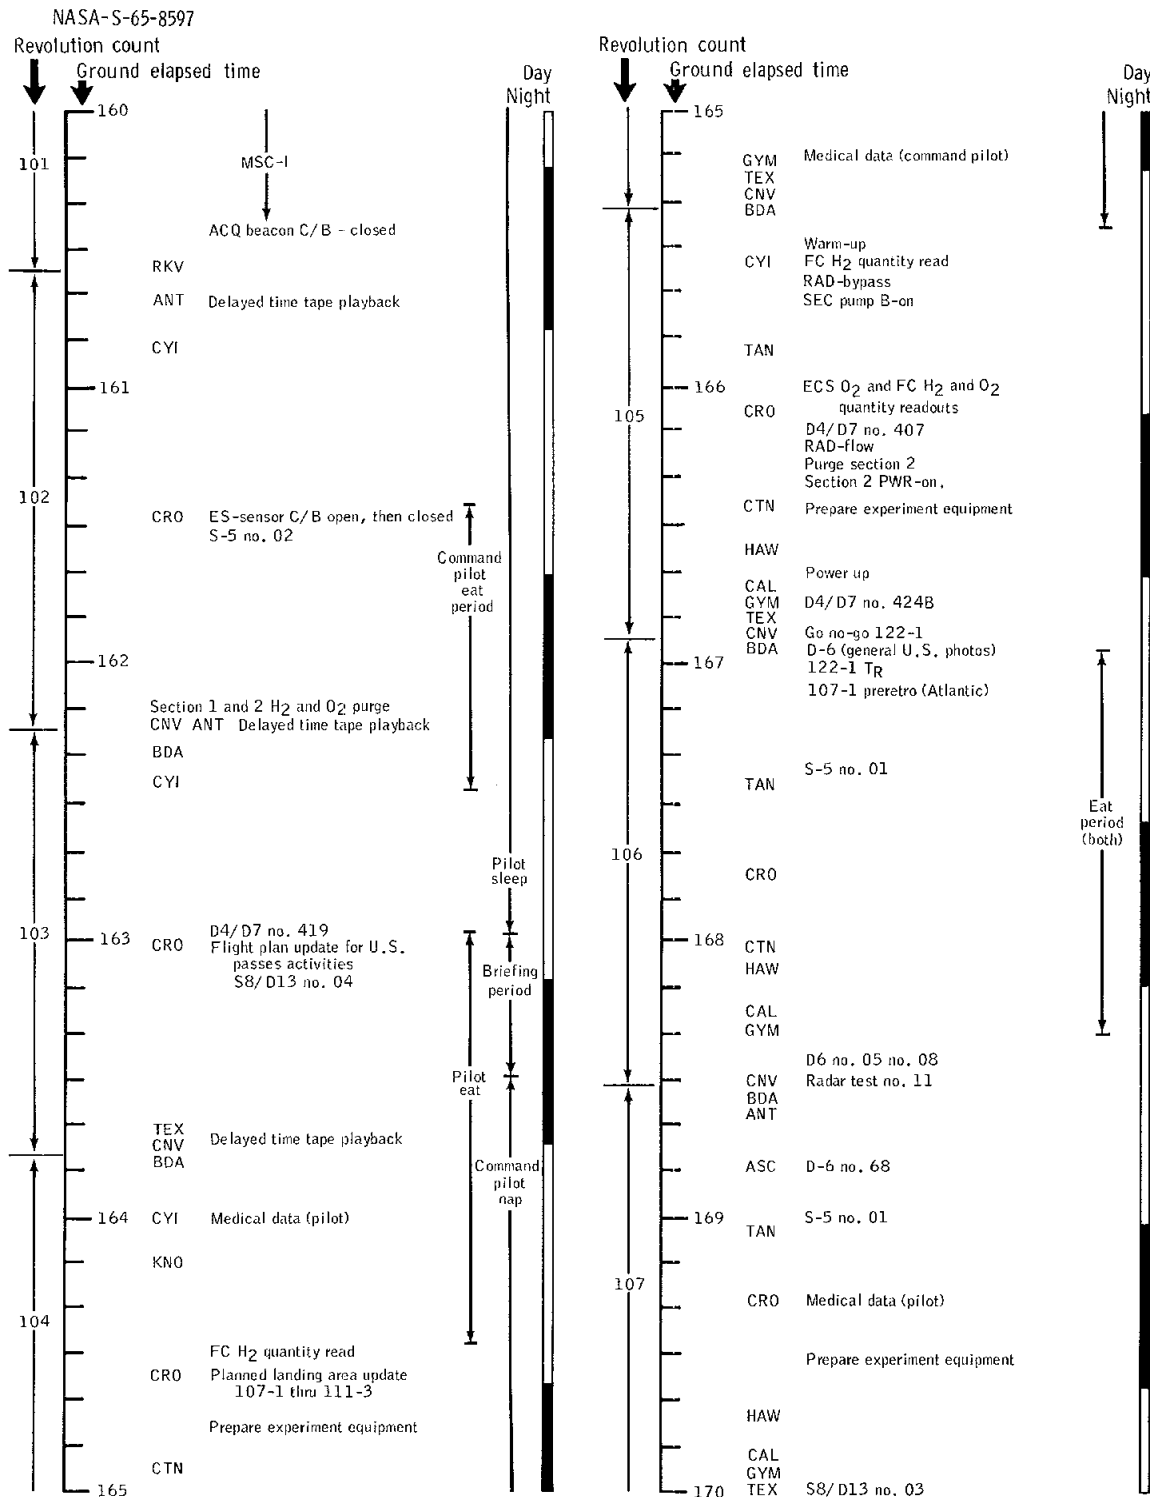 NASA-S-65-8597
Revolution count
Ground elapsed time
Day
Night
160
101
MSC-I
ACQ beacon C/B - closed
RKV
ANT Delayed time tape playback
CYI
161
102
CRO ES-sensor C/B open, then closed
S-5 no. 02
Command
pilot
eat
period
162
Section 1 and 2 H2 and O2 purge
CNV ANT Delayed time tape playback
BDA
CYI
Pilot
sleep
103
163
D4/D7 no. 419
CRO Flight plan update for U.S.
passes activities
S8/D13 no. 04
Briefing
period
Pilot
eat
TEX
CNV Delayed time tape playback
BDA
Command
pilot
nap
164 CYI Medical data (pilot)
KNO
104
FC H2 quantity read
CRO Planned landing area update
107-1 thru 111-3
Prepare experiment equipment
CTN
165
Revolution count
Ground elapsed time
Day
Night
165
GYM Medical data (command pilot)
TEX
CNV
BDA
Warm-up
CYI FC H2 quantity read
RAD-bypass
SEC pump B-on
TAN
166 ECS O2 and FC H2 and O2
105 CRO quantity readouts
D4/D7 no. 407
RAD-flow
Purge section 2
Section 2 PWR-on.
CTN Prepare experiment equipment
HAW
Power up
CAL
GYM D4/D7 no. 424B
TEX
CNV Go no-go 122-1
BDA D-6 (general U.S. photos)
167 122-1 TR
107-1 preretro (Atlantic)
S-5 no. 01
TAN
Eat
period
(both)
106
CRO
168 CTN
HAW
CAL
GYM
D6 no. 05 no. 08
CNV Radar test no. 11
BDA
ANT
ASC D-6 no. 68
169 S-5 no. 01
TAN
107
CRO Medical data (pilot)
Prepare experiment equipment
HAW
CAL
GYM
170 TEX S8/D13 no. 03